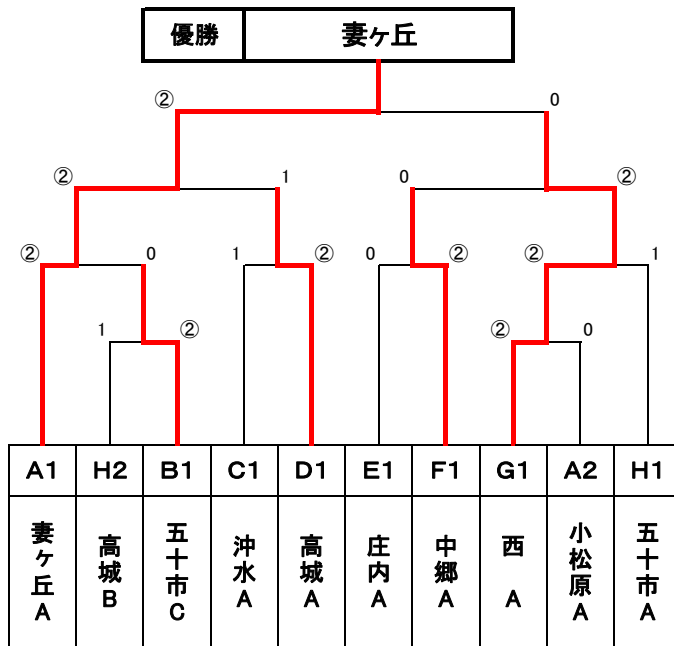 優勝 妻ヶ丘
② 0
② 1 0 ②
② 0 1 ② 0 ② ② 1
1 ② ② 0
A1 H2 B1 C1 D1 E1 F1 G1 A2 H1
妻ヶ丘A
高城B
五十市C
沖水A
高城A
庄内A
中郷A
西 A
小松原A
五十市A